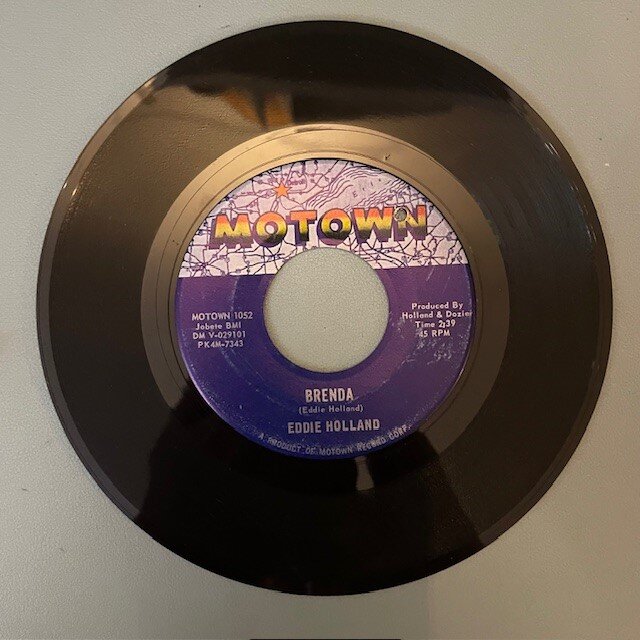 MOTOWN
MOTOWN 1052
Jobete BMI
DM V-029101
PK4M-7343
Produced By
Holland & Dozier
Time 2:39
45 RPM
BRENDA
(Eddie Holland)
EDDIE HOLLAND
A PRODUCT OF MOTOWN RECORD CORP.